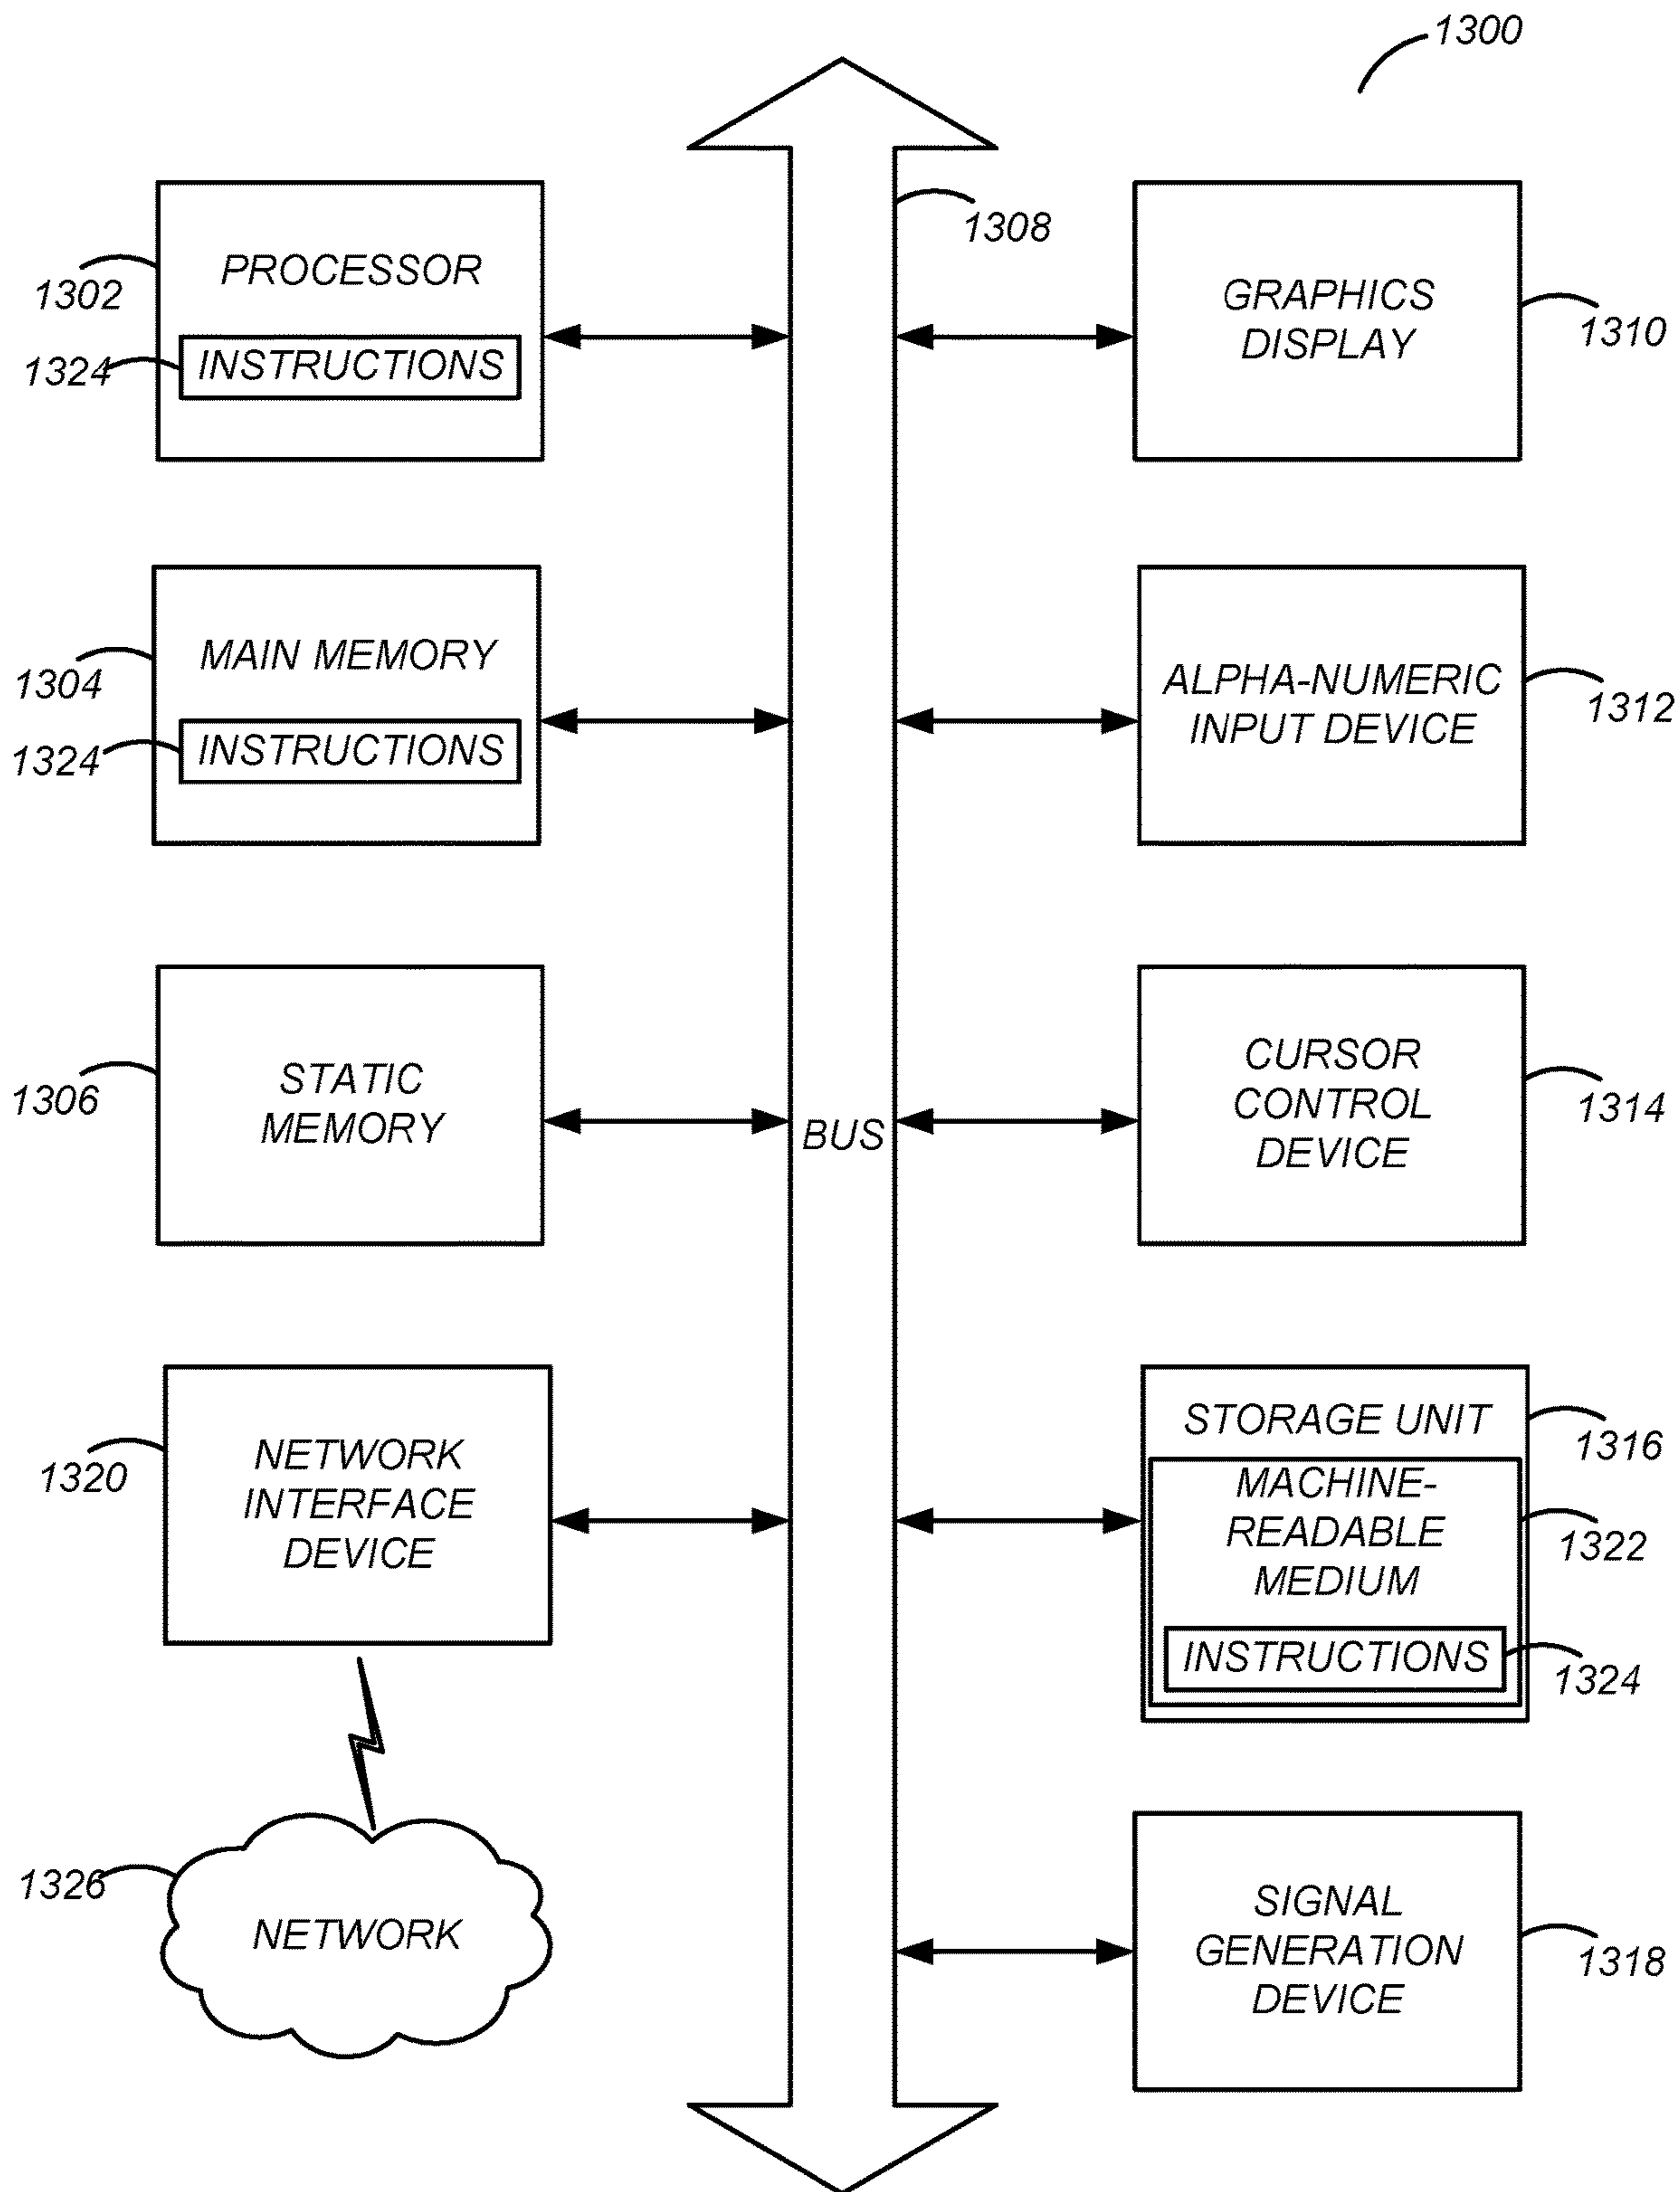 1300
1308
PROCESSOR
1302
1324
INSTRUCTIONS
GRAPHICS
DISPLAY
1310
MAIN MEMORY
1304
1324
INSTRUCTIONS
ALPHA-NUMERIC
INPUT DEVICE
1312
STATIC
MEMORY
1306
BUS
CURSOR
CONTROL
DEVICE
1314
NETWORK
INTERFACE
DEVICE
1320
STORAGE UNIT
1316
MACHINE-
READABLE
MEDIUM
1322
INSTRUCTIONS
1324
1326
NETWORK
SIGNAL
GENERATION
DEVICE
1318